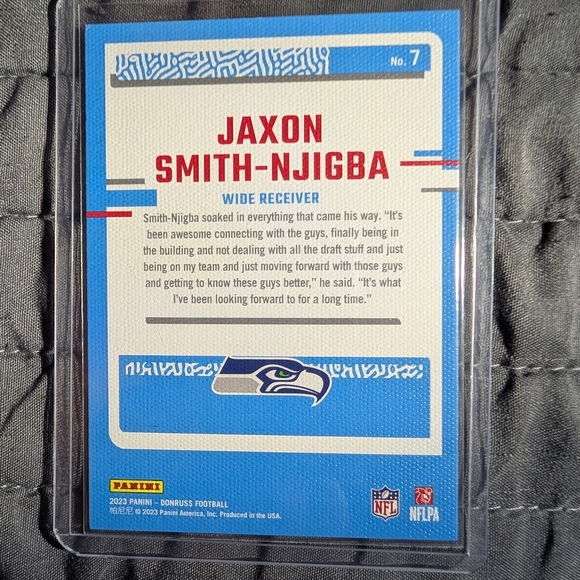 No. 7
JAXON
SMITH-NJIGBA
WIDE RECEIVER
Smith-Njigba soaked in everything that came his way. “It's
been awesome connecting with the guys, finally being in
the building and not dealing with all the draft stuff and just
being on my team and just moving forward with those guys
and getting to know these guys better,” he said. “It's what
I've been looking forward to for a long time.”
PANINI
2023 PANINI - DONRUSS FOOTBALL
帕尼尼 © 2023 Panini America, Inc. Produced in the USA.
NFL
NFLPA